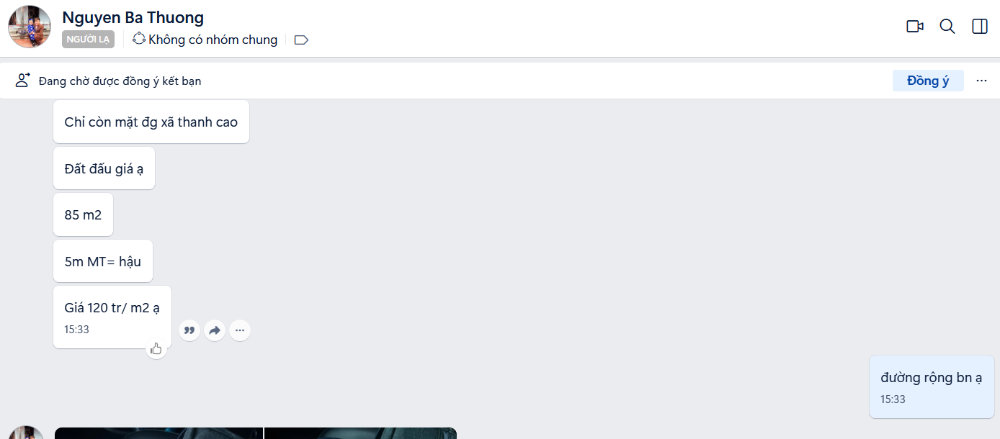 Nguyen Ba Thuong
NGƯỜI LẠ
Không có nhóm chung
Đang chờ được đồng ý kết bạn
Đồng ý
Chỉ còn mặt đg xã thanh cao
Đất đấu giá ạ
85 m2
5m MT= hậu
Giá 120 tr/ m2 ạ
15:33
đường rộng bn ạ
15:33